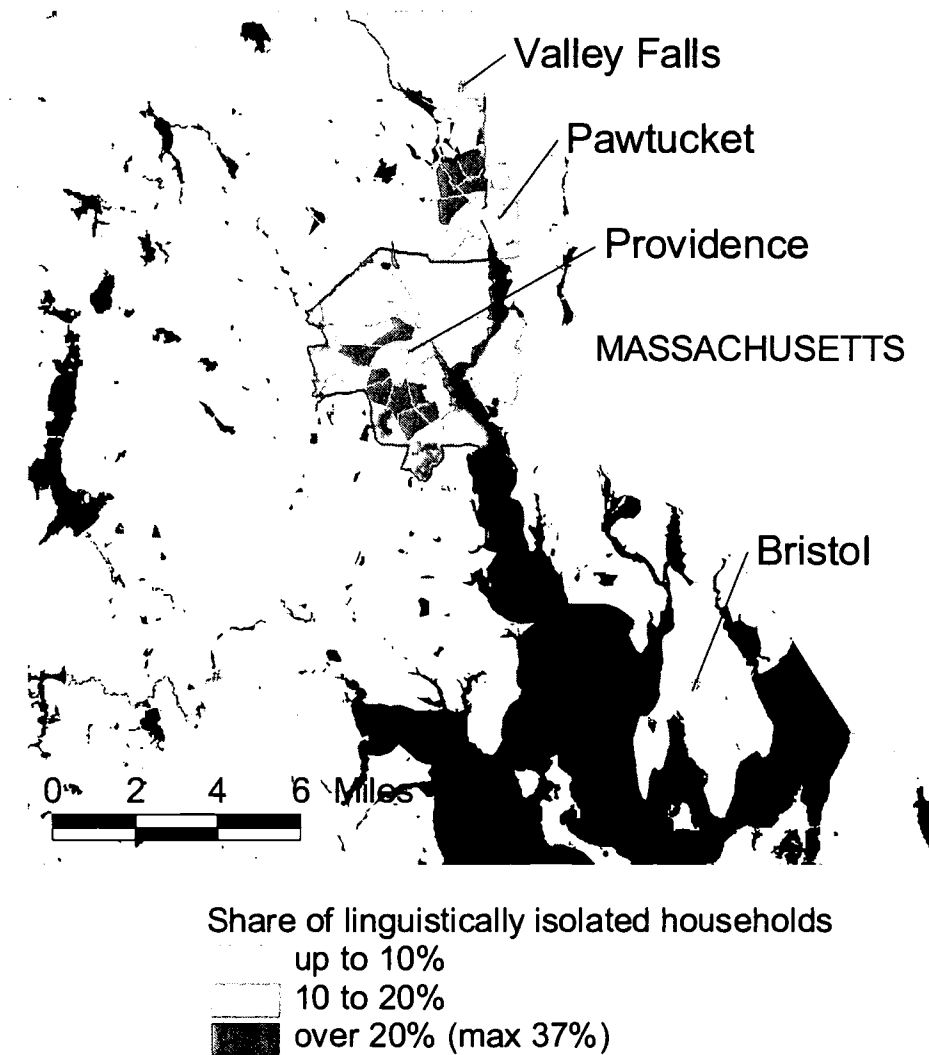 Valley Falls
Pawtucket
Providence
MASSACHUSETTS
Bristol
0 2 4 6 Miles
Share of linguistically isolated households
up to 10%
10 to 20%
over 20% (max 37%)